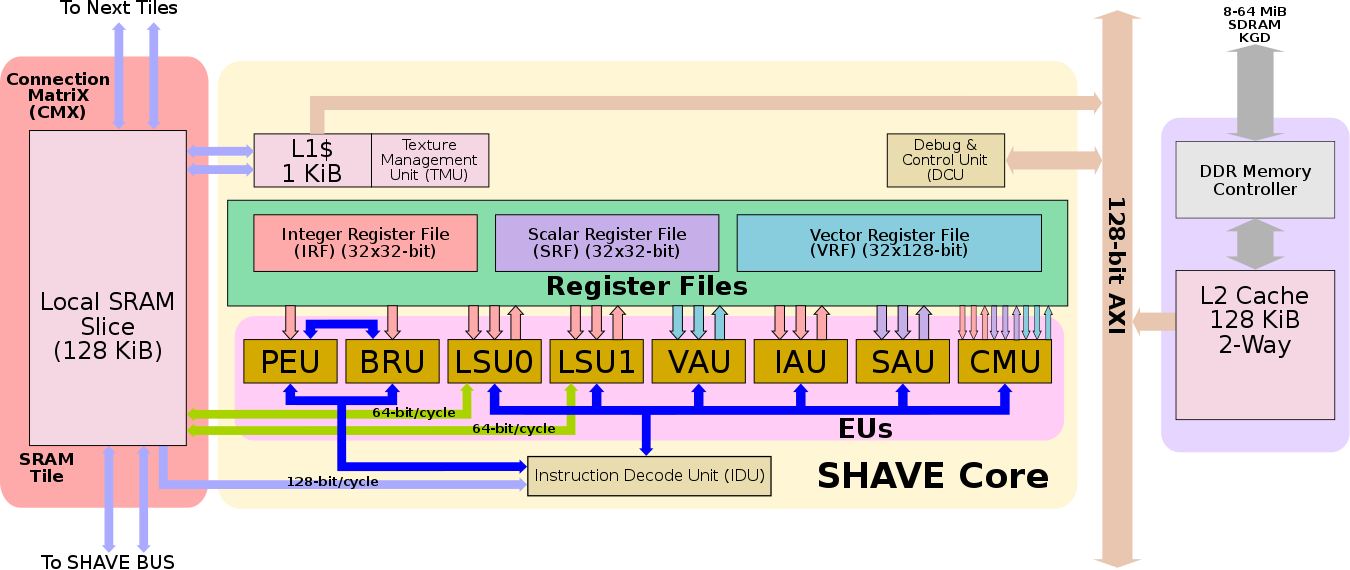 To Next Tiles
8-64 MiB
SDRAM
KGD
Connection
MatriX
(CMX)
L1$
1 KiB
Texture
Management
Unit (TMU)
Debug &
Control Unit
(DCU
DDR Memory
Controller
128-bit AXI
Integer Register File
(IRF) (32x32-bit)
Scalar Register File
(SRF) (32x32-bit)
Vector Register File
(VRF) (32x128-bit)
Register Files
Local SRAM
Slice
(128 KiB)
L2 Cache
128 KiB
2-Way
PEU
BRU
LSU0
LSU1
VAU
IAU
SAU
CMU
64-bit/cycle
64-bit/cycle
EUs
SRAM
Tile
128-bit/cycle
Instruction Decode Unit (IDU)
SHAVE Core
To SHAVE BUS